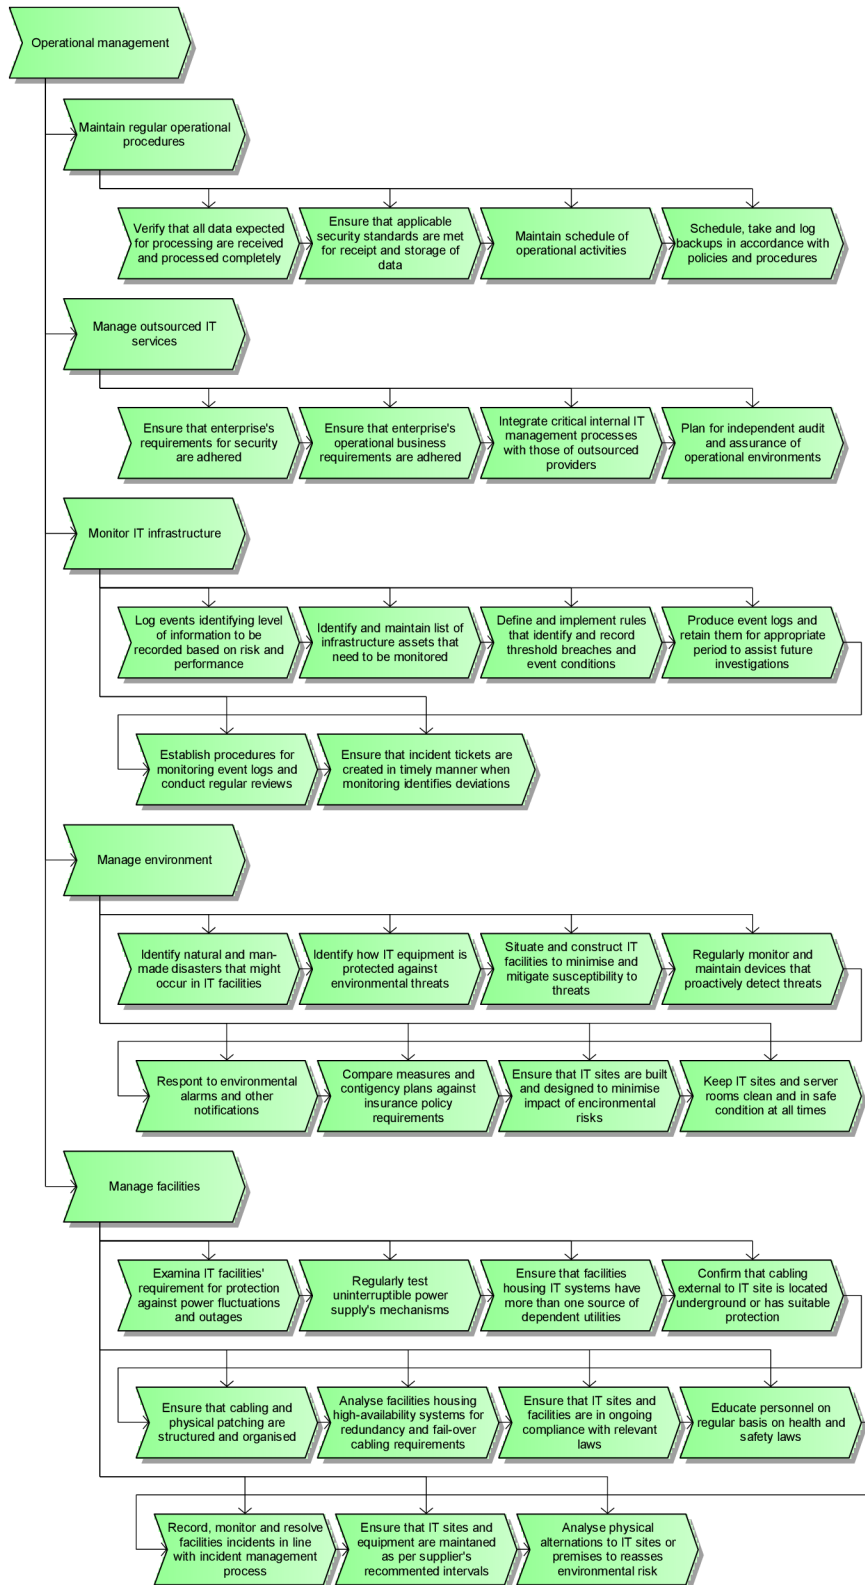 Operational management
Maintain regular operational
procedures
Verify that all data expected
for processing are received
and processed completely
Ensure that applicable
security standards are met
for receipt and storage of
data
Maintain schedule of
operational activities
Schedule, take and log
backups in accordance with
policies and procedures
Manage outsourced IT
services
Ensure that enterprise's
requirements for security
are adhered
Ensure that enterprise's
operational business
requirements are adhered
Integrate critical internal IT
management processes
with those of outsourced
providers
Plan for independent audit
and assurance of
operational environments
Monitor IT infrastructure
Log events identifying level
of information to be
recorded based on risk and
performance
Identify and maintain list of
infrastructure assets that
need to be monitored
Define and implement rules
that identify and record
threshold breaches and
event conditions
Produce event logs and
retain them for appropriate
period to assist future
investigations
Establish procedures for
monitoring event logs and
conduct regular reviews
Ensure that incident tickets are
created in timely manner when
monitoring identifies deviations
Manage environment
Identify natural and man-
made disasters that might
occur in IT facilities
Identify how IT equipment is
protected against
environmental threats
Situate and construct IT
facilities to minimise and
mitigate susceptibility to
threats
Regularly monitor and
maintain devices that
proactively detect threats
Respont to environmental
alarms and other
notifications
Compare measures and
contigency plans against
insurance policy
requirements
Ensure that IT sites are built
and designed to minimise
impact of encironmental
risks
Keep IT sites and server
rooms clean and in safe
condition at all times
Manage facilities
Examina IT facilities'
requirement for protection
against power fluctuations
and outages
Regularly test
uninterruptible power
supply's mechanisms
Ensure that facilities
housing IT systems have
more than one source of
dependent utilities
Confirm that cabling
external to IT site is located
underground or has suitable
protection
Ensure that cabling and
physical patching are
structured and organised
Analyse facilities housing
high-availability systems for
redundancy and fail-over
cabling requirements
Ensure that IT sites and
facilities are in ongoing
compliance with relevant
laws
Educate personnel on
regular basis on health and
safety laws
Record, monitor and resolve
facilities incidents in line
with incident management
process
Ensure that IT sites and
equipment are maintaned
as per supplier's
recommented intervals
Analyse physical
alternations to IT sites or
premises to reasses
environmental risk